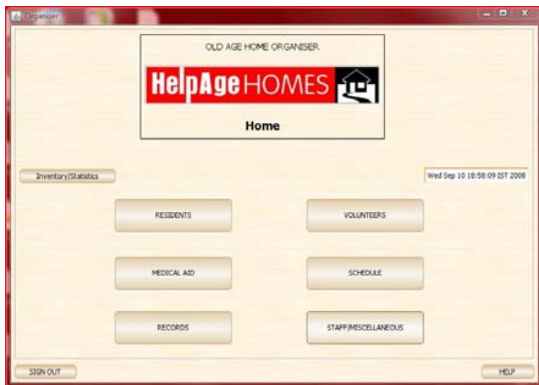 Organiser
OLD AGE HOME ORGANISER
HelpAge HOMES
Home
Inventory/Statistics
Wed Sep 10 18:58:09 IST 2008
RESIDENTS
VOLUNTEERS
MEDICAL AID
SCHEDULE
RECORDS
STAFF/MISCELLANEOUS
SIGN OUT
HELP